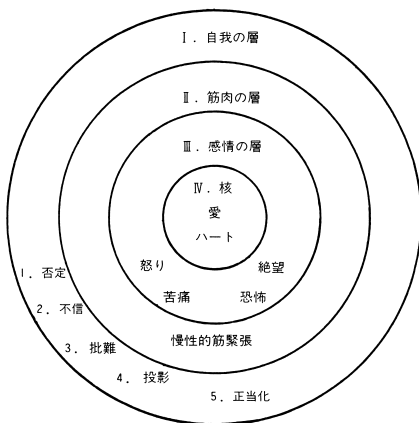 Ⅰ．自我の層
Ⅱ．筋肉の層
Ⅲ．感情の層
Ⅳ．核
愛
ハート
怒り
絶望
苦痛
恐怖
慢性的筋緊張
1．否定
2．不信
3．批難
4．投影
5．正当化